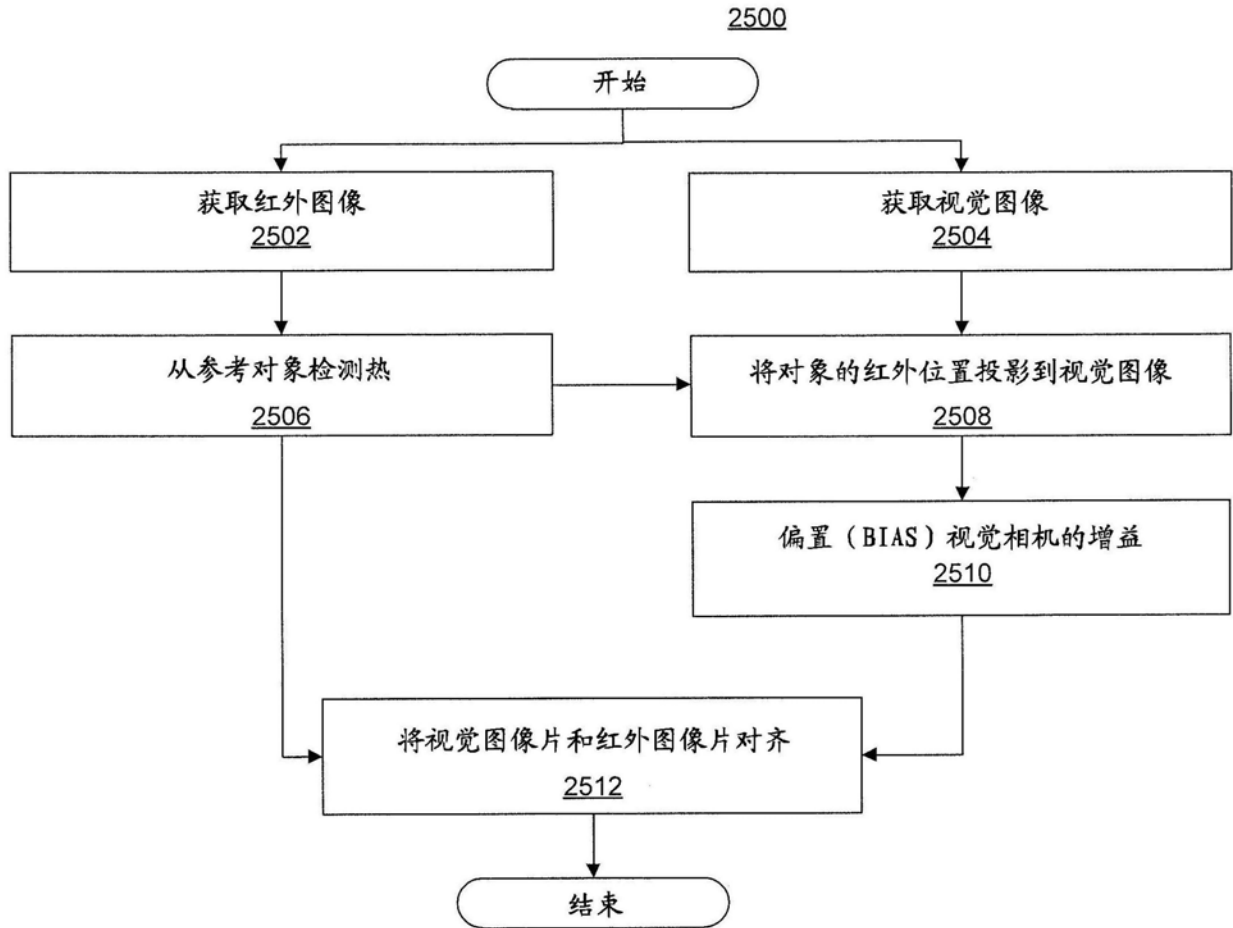 2500
开始
获取红外图像
2502
获取视觉图像
2504
从参考对象检测热
2506
将对象的红外位置投影到视觉图像
2508
偏置（BIAS）视觉相机的增益
2510
将视觉图像片和红外图像片对齐
2512
结束